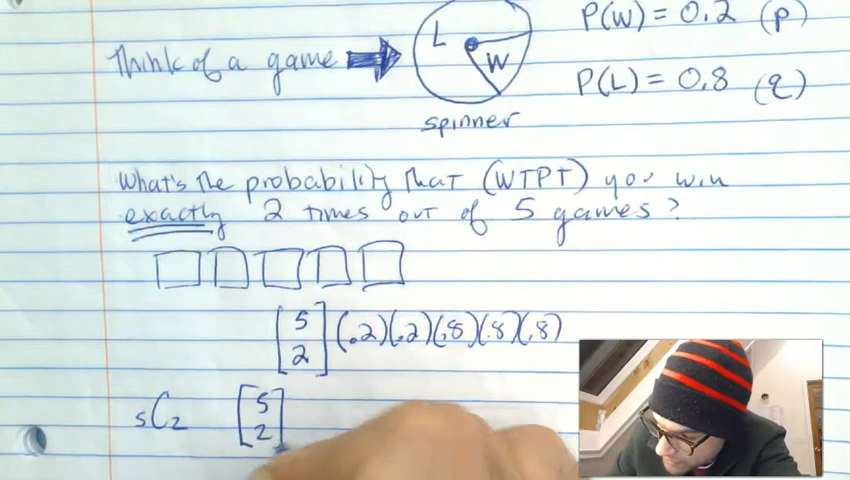 P(W) = 0.2 (p)
Think of a game
L
W
P(L) = 0.8 (q)
spinner
What's the probability that (WTPT) you win
exactly 2 times out of 5 games?
[5 2] (.2)(.2)(.8)(.8)(.8)
5C2 [5 2]